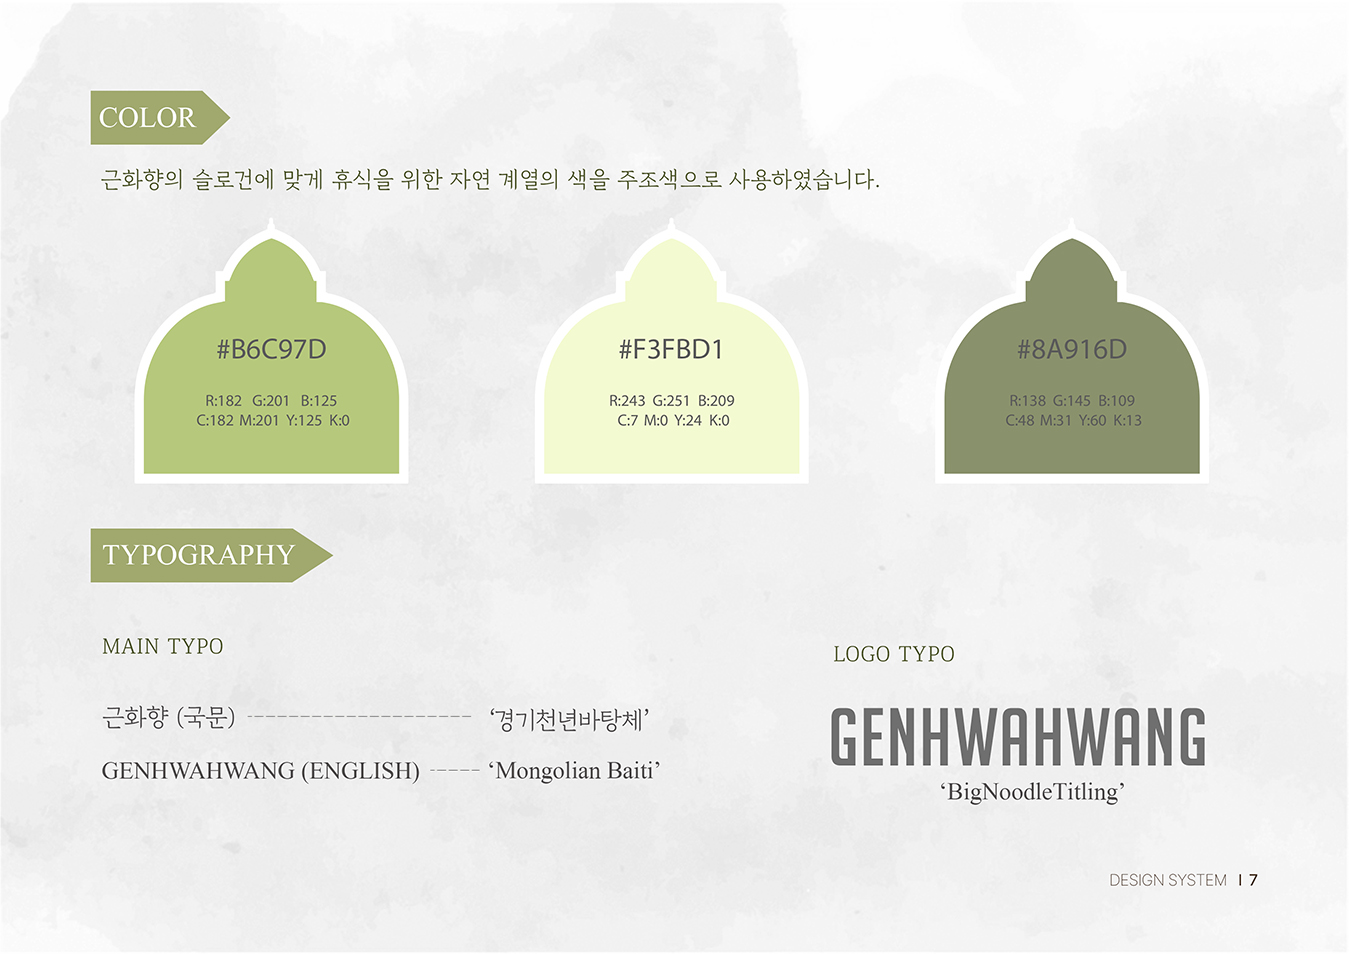 COLOR
근화향의 슬로건에 맞게 휴식을 위한 자연 계열의 색을 주조색으로 사용하였습니다.
#B6C97D
R:182 G:201 B:125
C:182 M:201 Y:125 K:0
#F3FBD1
R:243 G:251 B:209
C:7 M:0 Y:24 K:0
#8A916D
R:138 G:145 B:109
C:48 M:31 Y:60 K:13
TYPOGRAPHY
MAIN TYPO
근화향 (국문) ---------------------- ‘경기천년바탕체’
GENHWAHWANG (ENGLISH) ----- ‘Mongolian Baiti’
LOGO TYPO
GENHWAHWANG
‘BigNoodleTitling’
DESIGN SYSTEM | 7